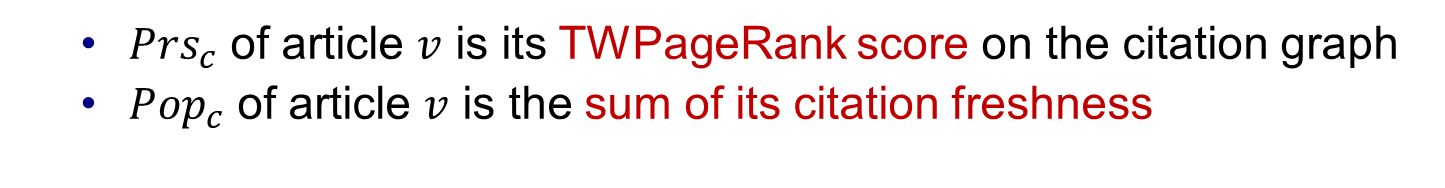 • Prs_c of article v is its TWPageRank score on the citation graph
• Pop_c of article v is the sum of its citation freshness